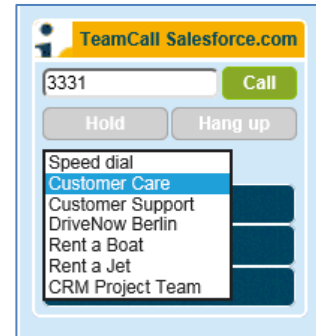 TeamCall Salesforce.com
3331 Call
Hold Hang up
Speed dial
Customer Care
Customer Support
DriveNow Berlin
Rent a Boat
Rent a Jet
CRM Project Team